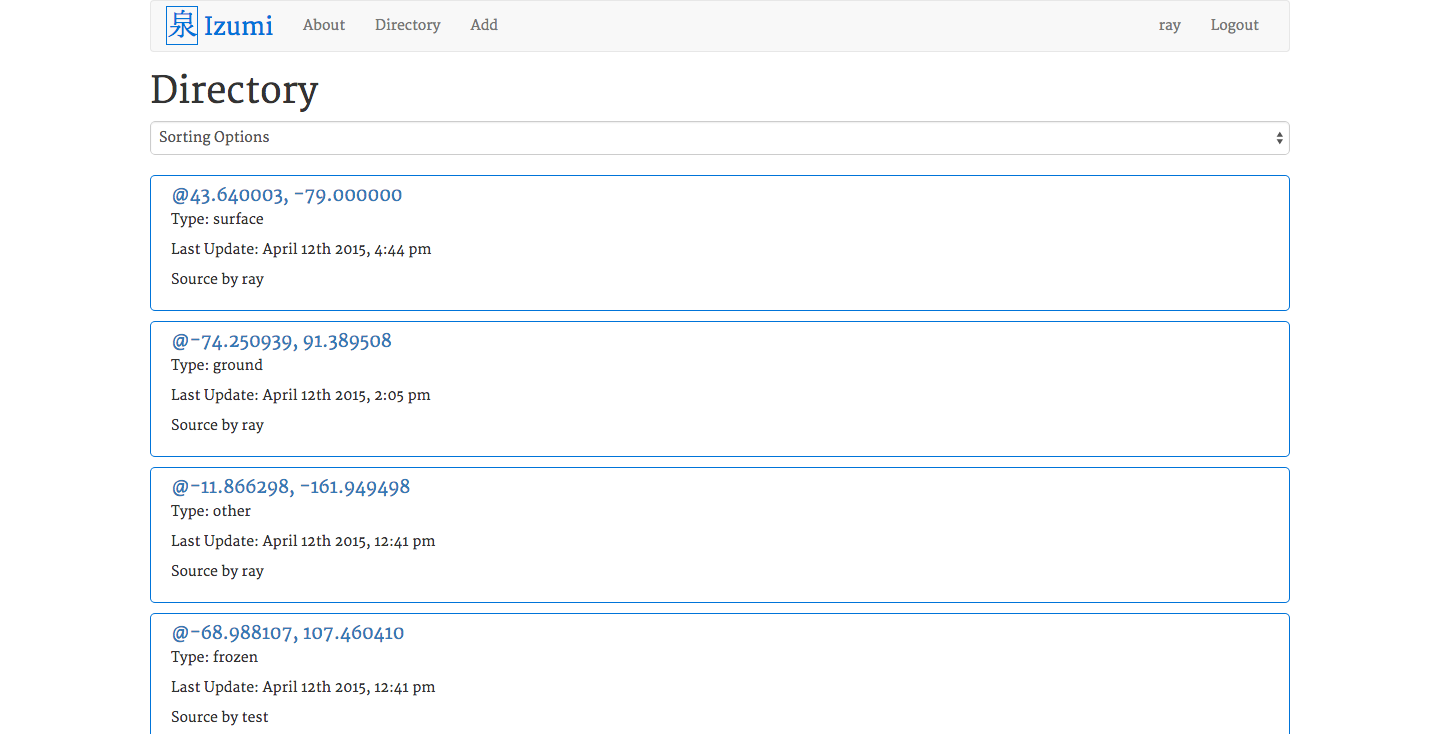 泉 Izumi About Directory Add ray Logout
Directory
Sorting Options
@43.640003, -79.000000
Type: surface
Last Update: April 12th 2015, 4:44 pm
Source by ray
@-74.250939, 91.389508
Type: ground
Last Update: April 12th 2015, 2:05 pm
Source by ray
@-11.866298, -161.949498
Type: other
Last Update: April 12th 2015, 12:41 pm
Source by ray
@-68.988107, 107.460410
Type: frozen
Last Update: April 12th 2015, 12:41 pm
Source by test